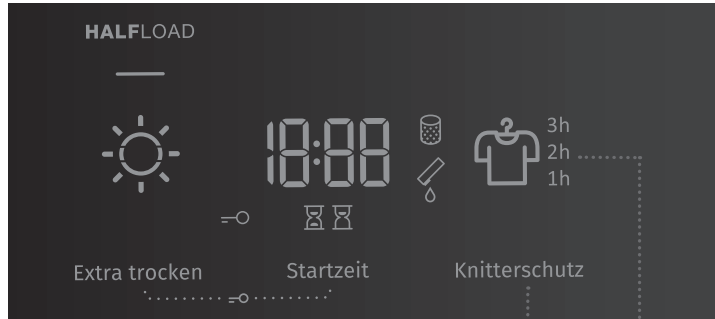 HALFLOAD
18:88
3h
2h
1h
Extra trocken
Startzeit
Knitterschutz